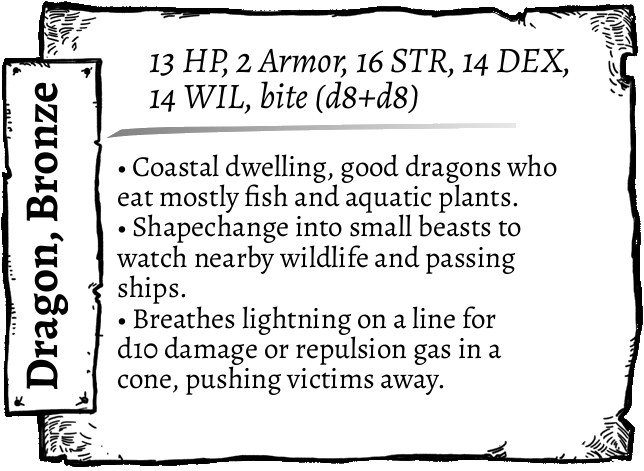 Dragon, Bronze
13 HP, 2 Armor, 16 STR, 14 DEX,
14 WIL, bite (d8+d8)
• Coastal dwelling, good dragons who
eat mostly fish and aquatic plants.
• Shapechange into small beasts to
watch nearby wildlife and passing
ships.
• Breathes lightning on a line for
d10 damage or repulsion gas in a
cone, pushing victims away.